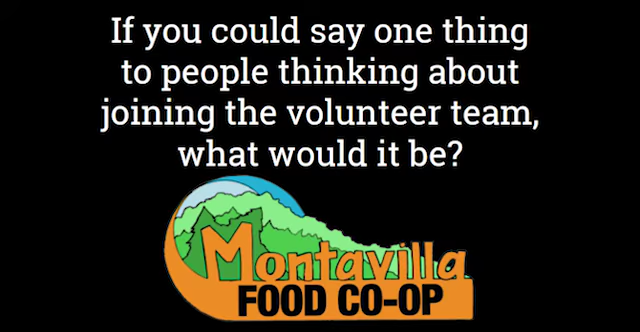 If you could say one thing
to people thinking about
joining the volunteer team,
what would it be?
Montavilla
FOOD CO-OP